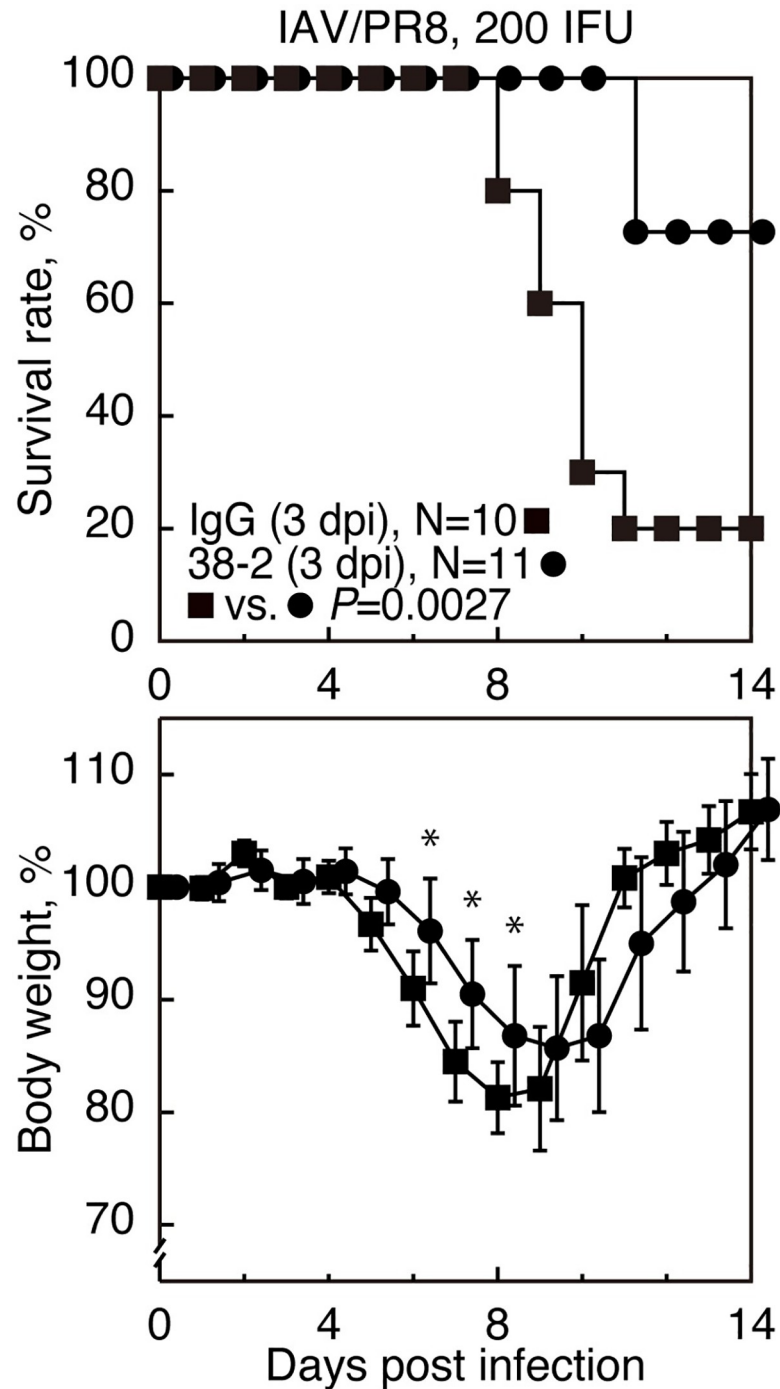 IAV/PR8, 200 IFU
100
80
60
40
20
0
Survival rate, %
IgG (3 dpi), N=10 ■
38-2 (3 dpi), N=11 ●
■ vs. ● P=0.0027
0 4 8 14
110
100
90
80
70
Body weight, %
* * *
0 4 8 14
Days post infection